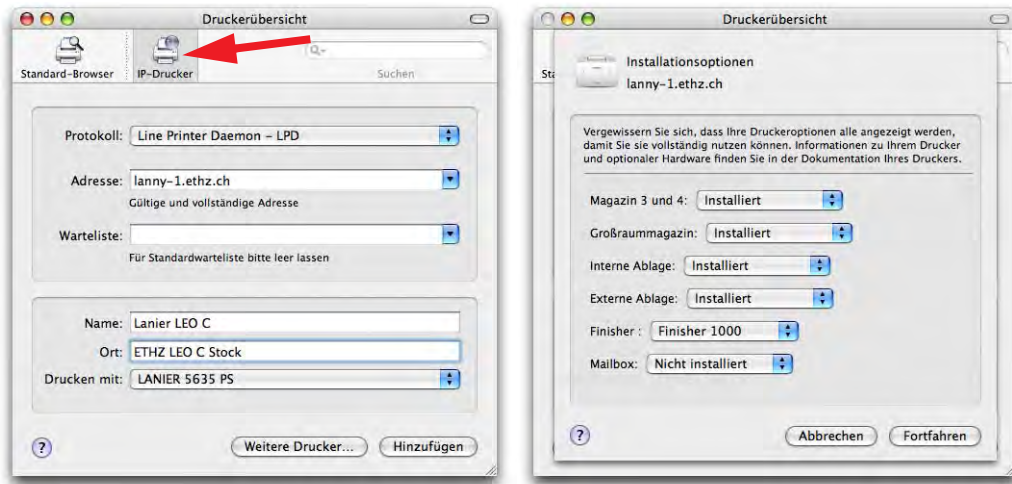 Druckerübersicht
Standard-Browser
IP-Drucker
Suchen
Protokoll: Line Printer Daemon – LPD
Adresse: lanny-1.ethz.ch
Gültige und vollständige Adresse
Warteliste:
Für Standardwarteliste bitte leer lassen
Name: Lanier LEO C
Ort: ETHZ LEO C Stock
Drucken mit: LANIER 5635 PS
? Weitere Drucker... Hinzufügen
Druckerübersicht
Sta
Installationsoptionen
lanny-1.ethz.ch
Vergewissern Sie sich, dass Ihre Druckeroptionen alle angezeigt werden,
damit Sie sie vollständig nutzen können. Informationen zu Ihrem Drucker
und optionaler Hardware finden Sie in der Dokumentation Ihres Druckers.
Magazin 3 und 4: Installiert
Großraummagazin: Installiert
Interne Ablage: Installiert
Externe Ablage: Installiert
Finisher : Finisher 1000
Mailbox: Nicht installiert
? Abbrechen Fortfahren